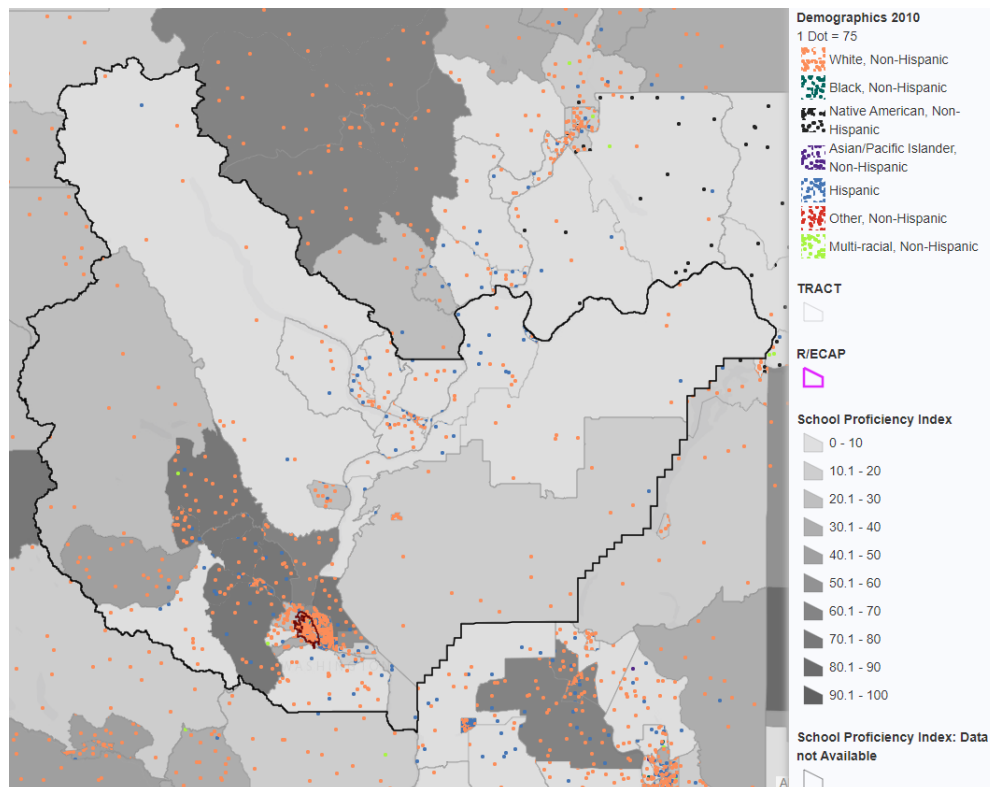 Demographics 2010
1 Dot = 75
White, Non-Hispanic
Black, Non-Hispanic
Native American, Non-
Hispanic
Asian/Pacific Islander,
Non-Hispanic
Hispanic
Other, Non-Hispanic
Multi-racial, Non-Hispanic
TRACT
R/ECAP
School Proficiency Index
0 - 10
10.1 - 20
20.1 - 30
30.1 - 40
40.1 - 50
50.1 - 60
60.1 - 70
70.1 - 80
80.1 - 90
90.1 - 100
School Proficiency Index: Data
not Available